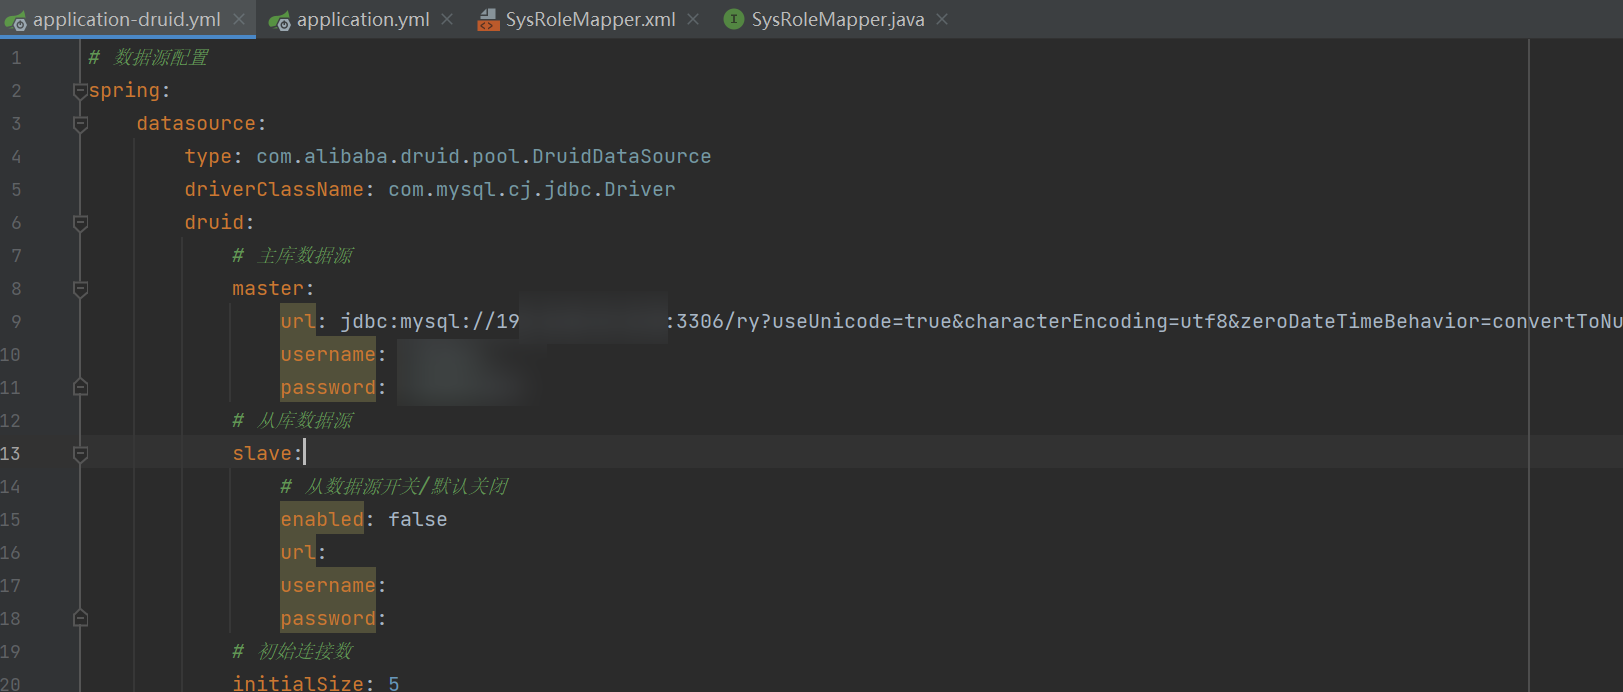 application-druid.yml application.yml SysRoleMapper.xml SysRoleMapper.java
1 # 数据源配置
2 spring:
3 datasource:
4 type: com.alibaba.druid.pool.DruidDataSource
5 driverClassName: com.mysql.cj.jdbc.Driver
6 druid:
7 # 主库数据源
8 master:
9 url: jdbc:mysql://19 :3306/ry?useUnicode=true&characterEncoding=utf8&zeroDateTimeBehavior=convertToNu
10 username:
11 password:
12 # 从库数据源
13 slave:
14 # 从数据源开关/默认关闭
15 enabled: false
16 url:
17 username:
18 password:
19 # 初始连接数
20 initialSize: 5